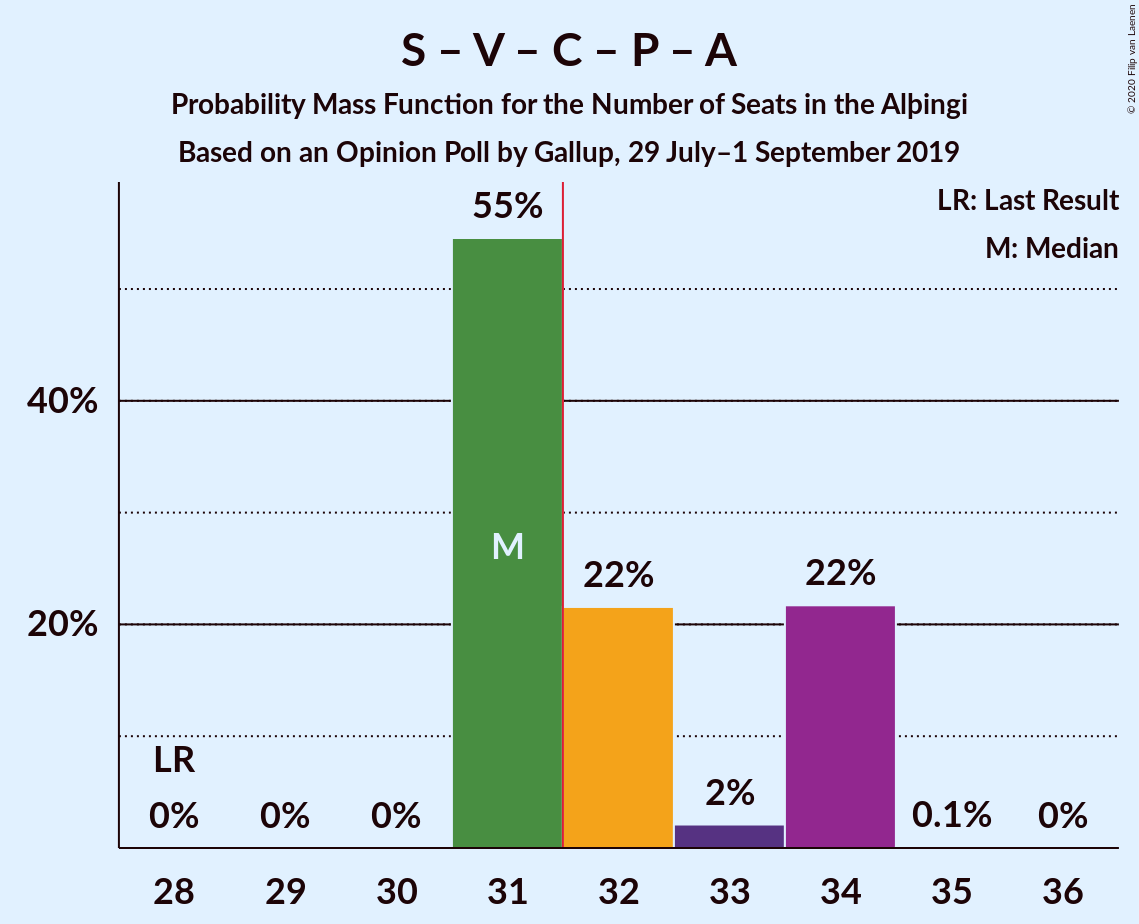 S – V – C – P – A
Probability Mass Function for the Number of Seats in the Alþingi
Based on an Opinion Poll by Gallup, 29 July–1 September 2019
© 2020 Filip van Laenen
LR: Last Result
M: Median
55%
40%
M
22%
22%
20%
LR
2%
0%
0%
0%
0.1%
0%
28
29
30
31
32
33
34
35
36